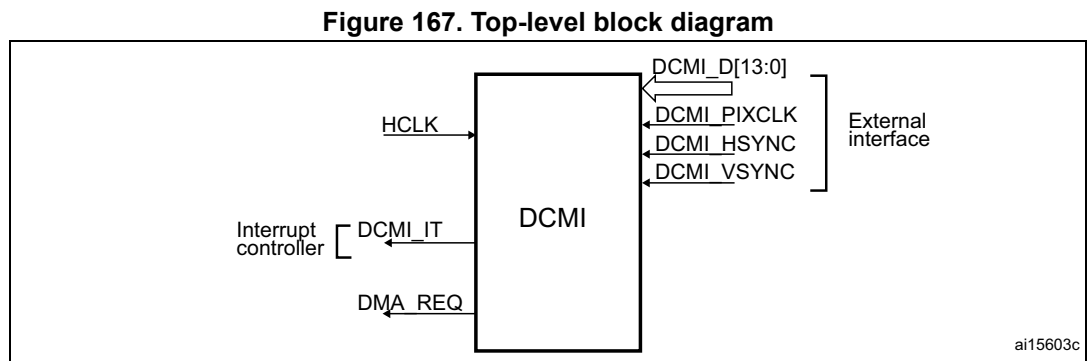 Figure 167. Top-level block diagram
DCMI_D[13:0]
DCMI_PIXCLK
DCMI_HSYNC
DCMI_VSYNC
External
interface
HCLK
DCMI
Interrupt
controller
DCMI_IT
DMA_REQ
ai15603c